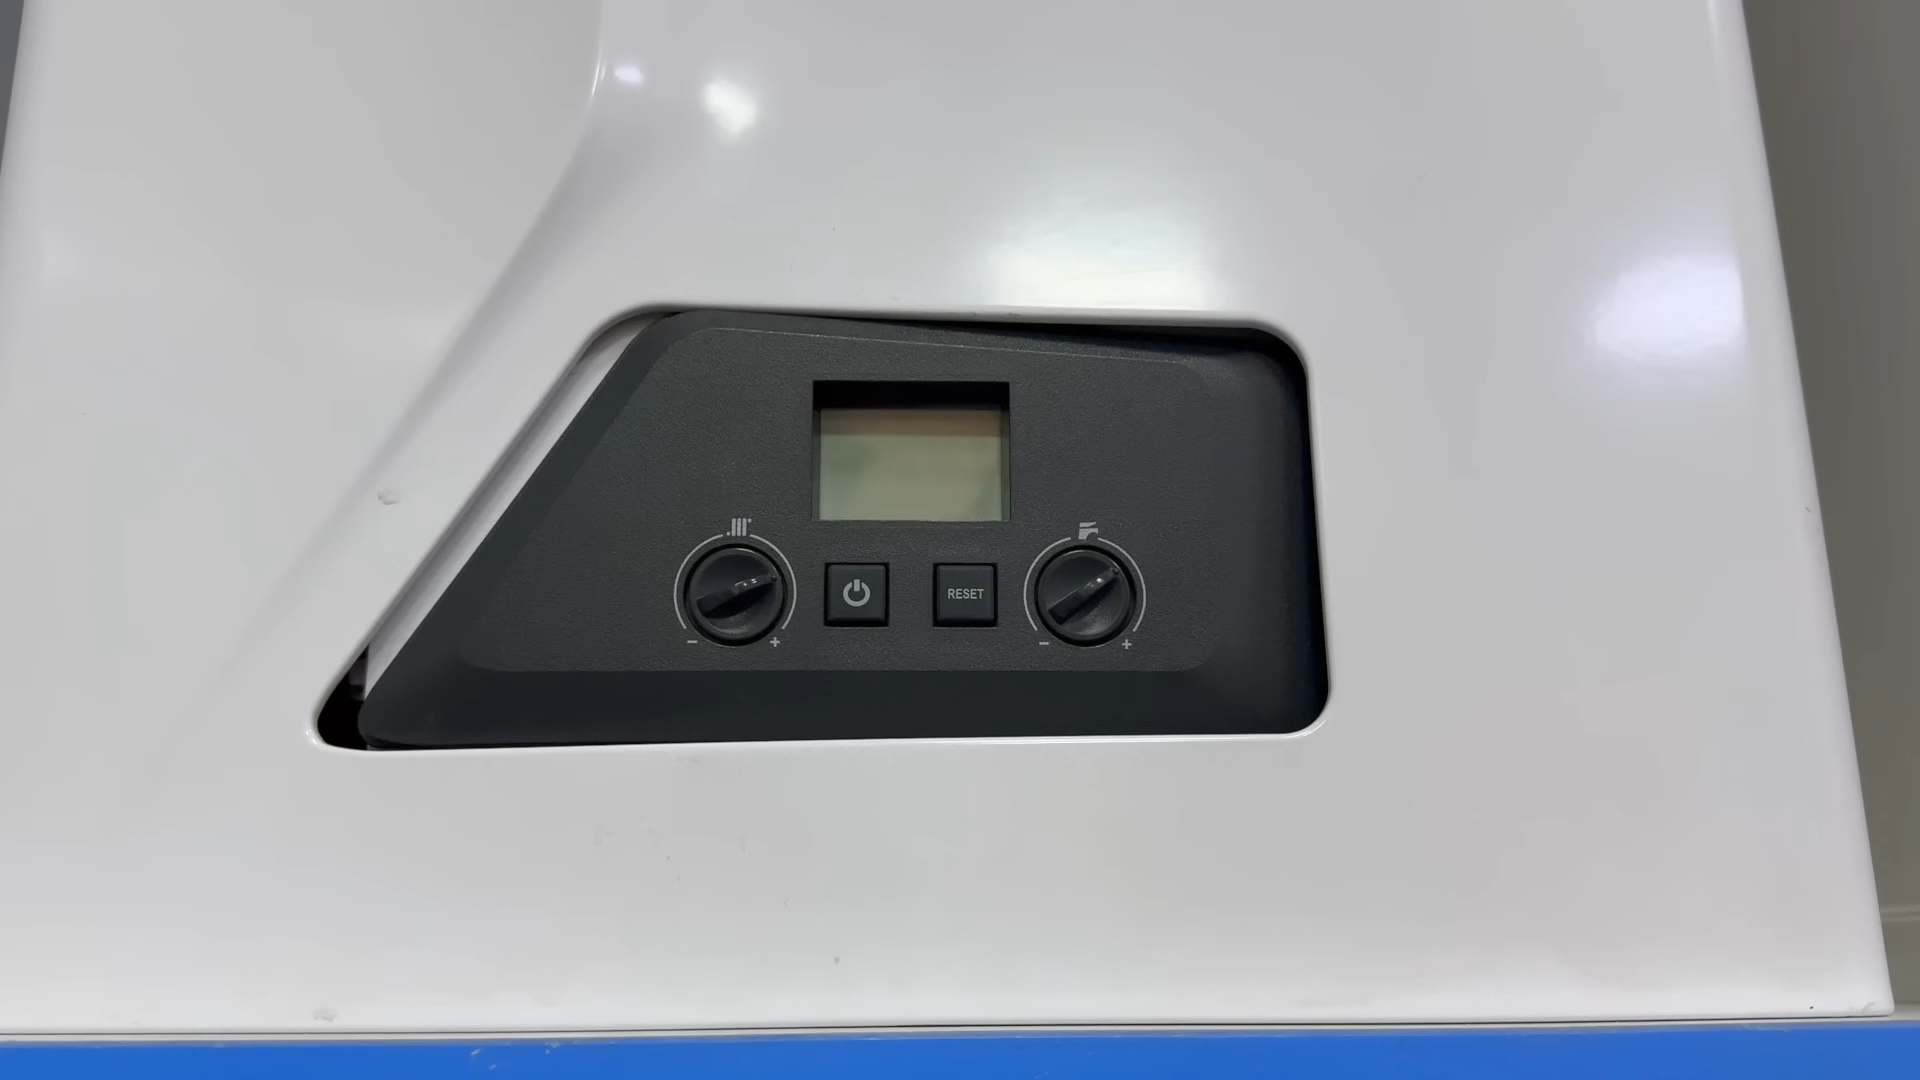 RESET
- +
- +